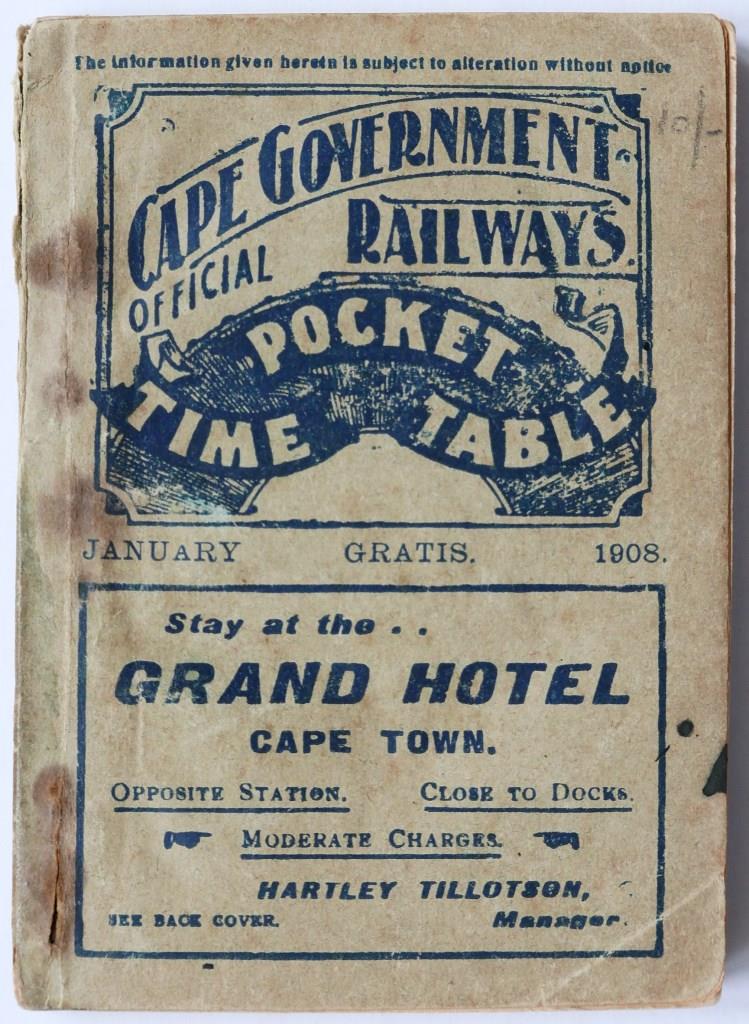 The information given herein is subject to alteration without notice
10/-
CAPE GOVERNMENT
RAILWAYS.
OFFICIAL
POCKET
TIME TABLE
JANUARY GRATIS. 1908.
Stay at the . .
GRAND HOTEL
CAPE TOWN.
OPPOSITE STATION. CLOSE TO DOCKS.
MODERATE CHARGES.
HARTLEY TILLOTSON,
SEE BACK COVER. Manager.